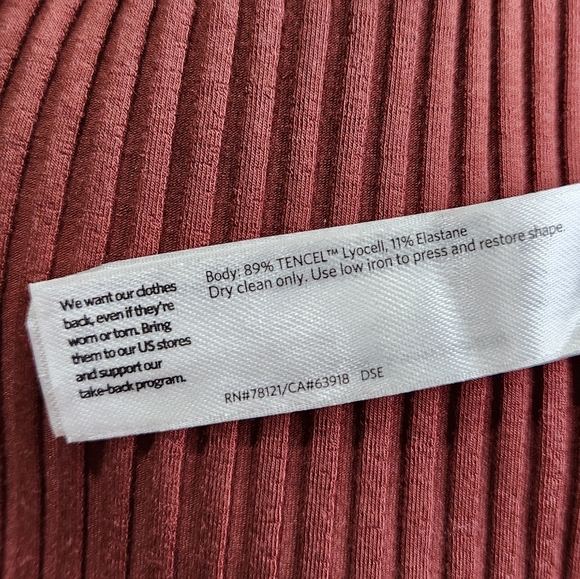 We want our clothes
back, even if they're
worn or torn. Bring
them to our US stores
and support our
take-back program.
Body: 89% TENCEL™ Lyocell, 11% Elastane
Dry clean only. Use low iron to press and restore shape.
RN#78121/CA#63918 DSE